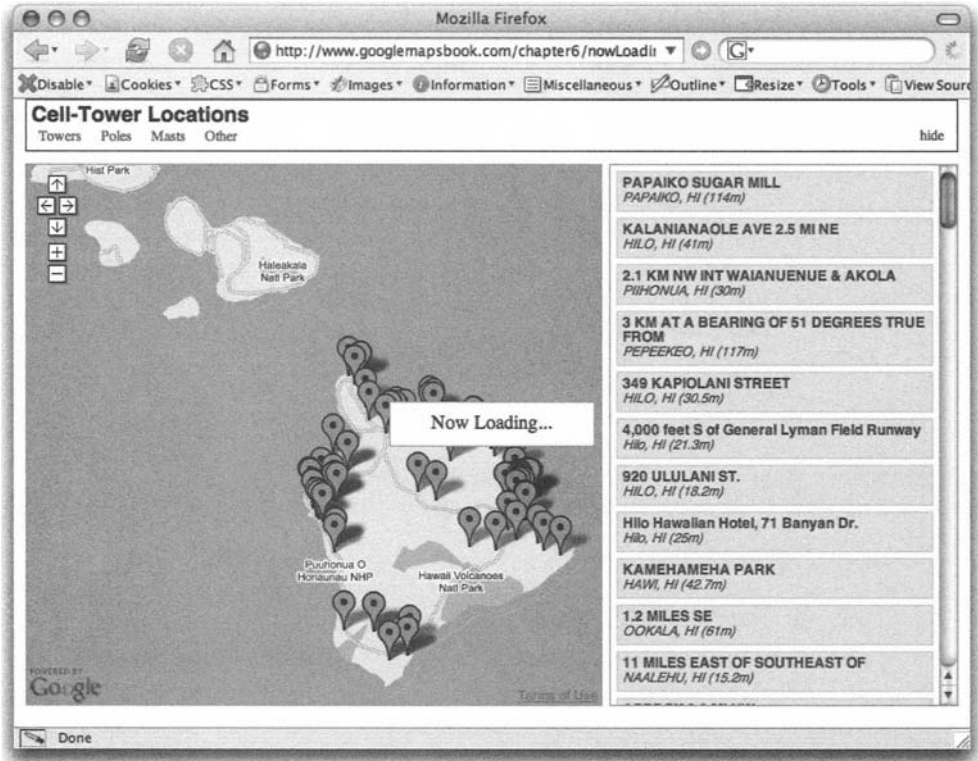 Mozilla Firefox
http://www.googlemapsbook.com/chapter6/nowLoadin
G
Disable Cookies CSS Forms Images Information Miscellaneous Outline Resize Tools View Sourc
Cell-Tower Locations
Towers Poles Masts Other hide
Hist Park
Haleakala
Natl Park
Now Loading...
Puuhonua O
Honaunau NHP
Hawaii Volcanoes
Natl Park
POWERED BY
Google
Terms of Use
PAPAIKO SUGAR MILL
PAPAIKO, HI (114m)
KALANIANAOLE AVE 2.5 MI NE
HILO, HI (41m)
2.1 KM NW INT WAIANUENUE & AKOLA
PIIHONUA, HI (30m)
3 KM AT A BEARING OF 51 DEGREES TRUE
FROM
PEPEEKEO, HI (117m)
349 KAPIOLANI STREET
HILO, HI (30.5m)
4,000 feet S of General Lyman Field Runway
Hilo, HI (21.3m)
920 ULULANI ST.
HILO, HI (18.2m)
Hilo Hawaiian Hotel, 71 Banyan Dr.
Hilo, HI (25m)
KAMEHAMEHA PARK
HAWI, HI (42.7m)
1.2 MILES SE
OOKALA, HI (61m)
11 MILES EAST OF SOUTHEAST OF
NAALEHU, HI (15.2m)
Done